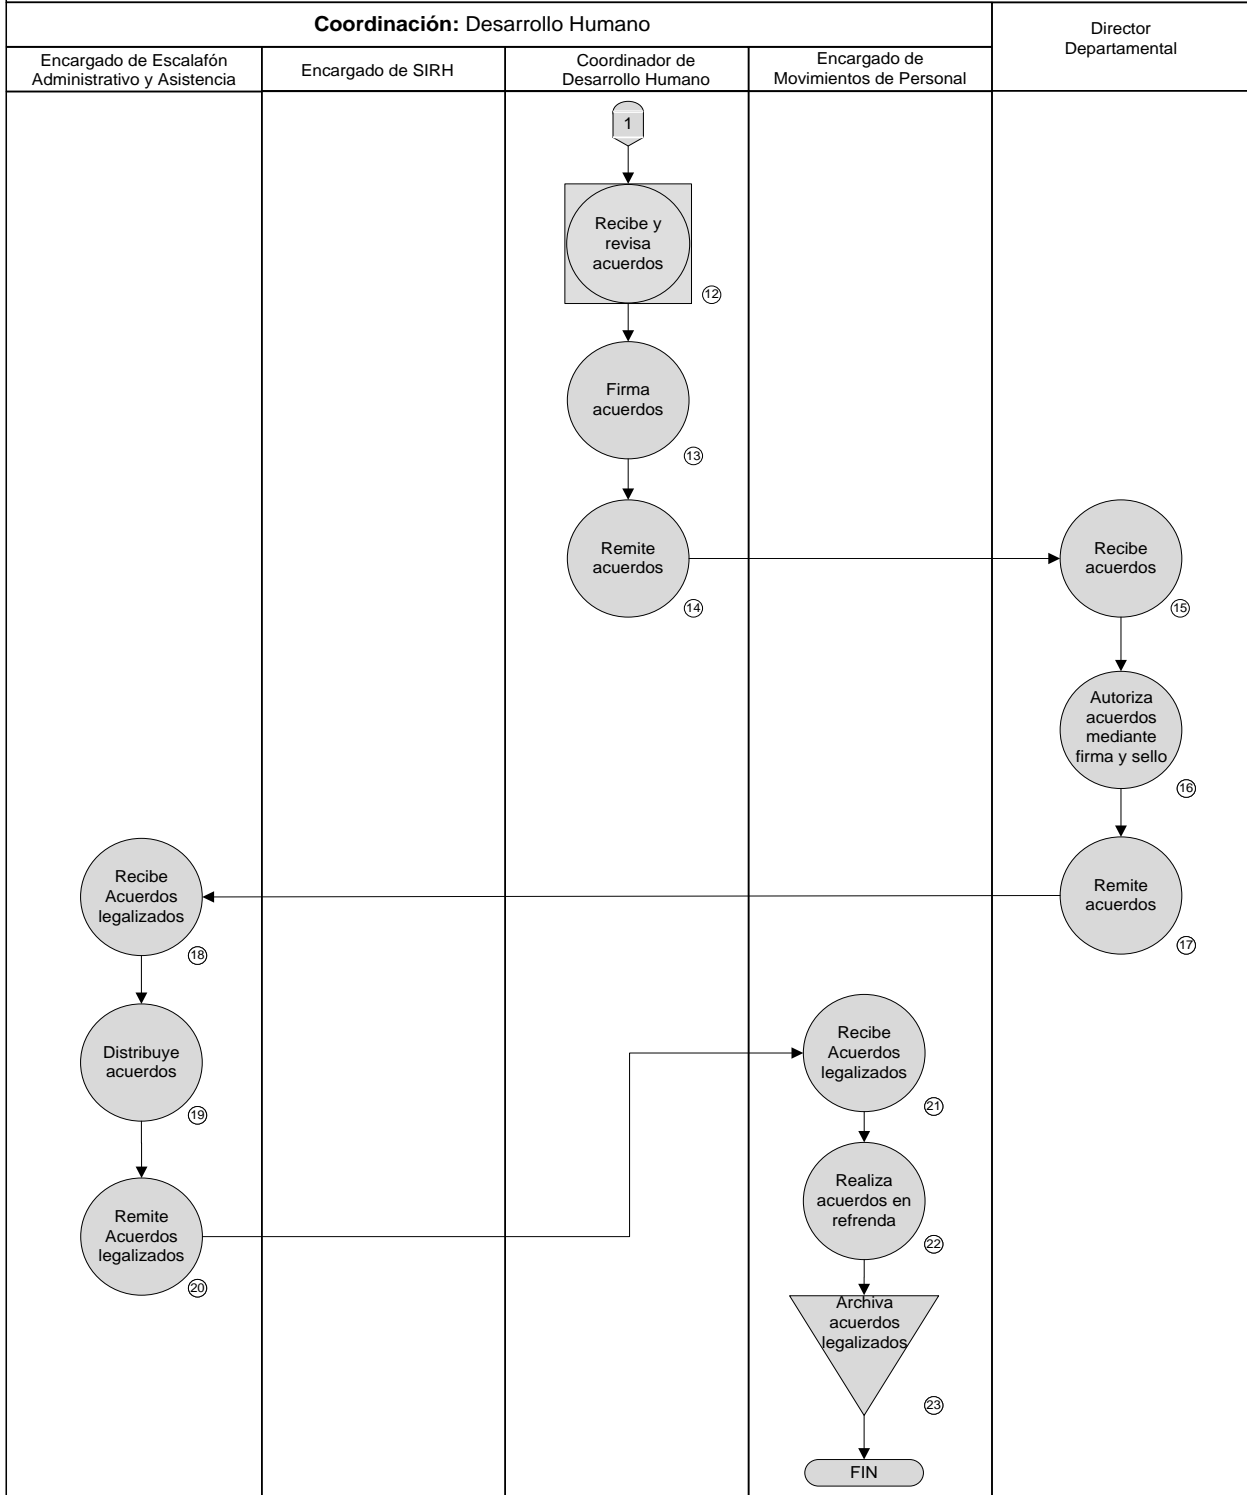 Coordinación: Desarrollo Humano
Director
Departamental
Encargado de Escalafón
Administrativo y Asistencia
Encargado de SIRH
Coordinador de
Desarrollo Humano
Encargado de
Movimientos de Personal
1
Recibe y
revisa
acuerdos
12
Firma
acuerdos
13
Remite
acuerdos
14
Recibe
acuerdos
15
Autoriza
acuerdos
mediante
firma y sello
16
Remite
acuerdos
17
Recibe
Acuerdos
legalizados
18
Distribuye
acuerdos
19
Remite
Acuerdos
legalizados
20
Recibe
Acuerdos
legalizados
21
Realiza
acuerdos en
refrenda
22
Archiva
acuerdos
legalizados
23
FIN